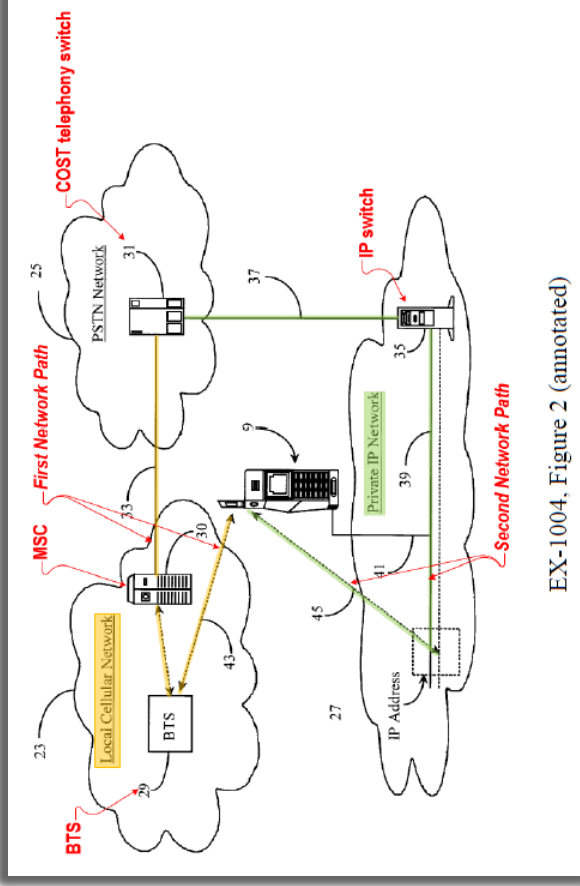 COST telephony switch
25
First Network Path
PSTN Network
31
MSC
33
23
Local Cellular Network
30
37
BTS
43
9
BTS
29
IP switch
45
Private IP Network
35
41
39
27
IP Address
Second Network Path
EX-1004, Figure 2 (annotated)